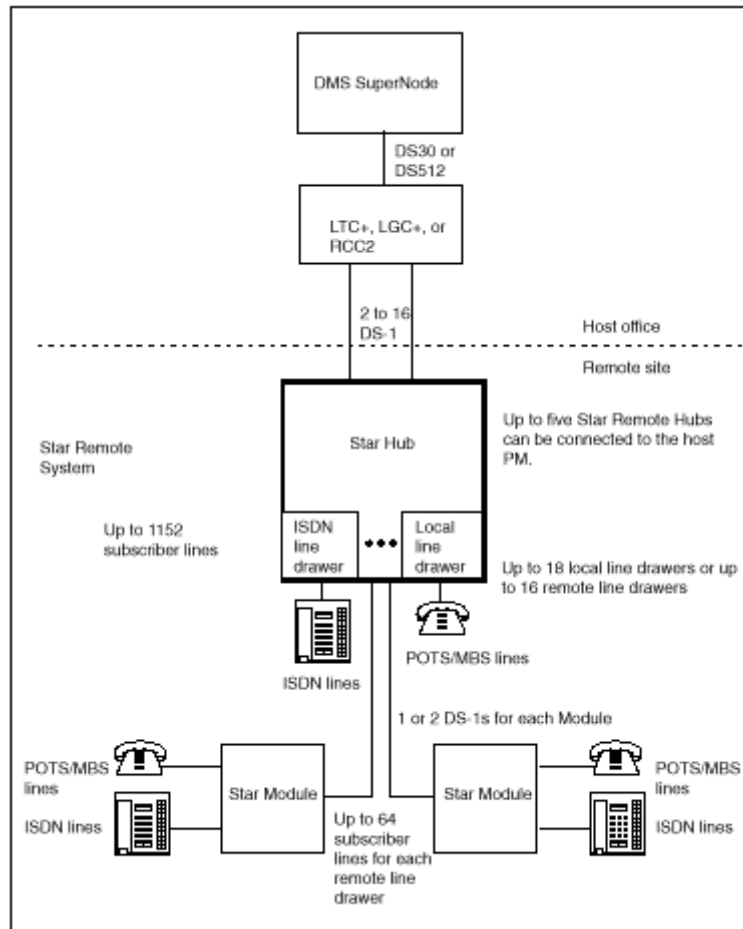 DMS SuperNode
DS30 or
DS512
LTC+, LGC+, or
RCC2
2 to 16
DS-1
Host office
Remote site
Star Remote
System
Star Hub
Up to five Star Remote Hubs
can be connected to the host
PM.
Up to 1152
subscriber lines
ISDN
line
drawer
Local
line
drawer
Up to 18 local line drawers or up
to 16 remote line drawers
ISDN lines
POTS/MBS lines
1 or 2 DS-1s for each Module
POTS/MBS
lines
ISDN lines
Star Module
Up to 64
subscriber
lines for each
remote line
drawer
Star Module
POTS/MBS
lines
ISDN lines